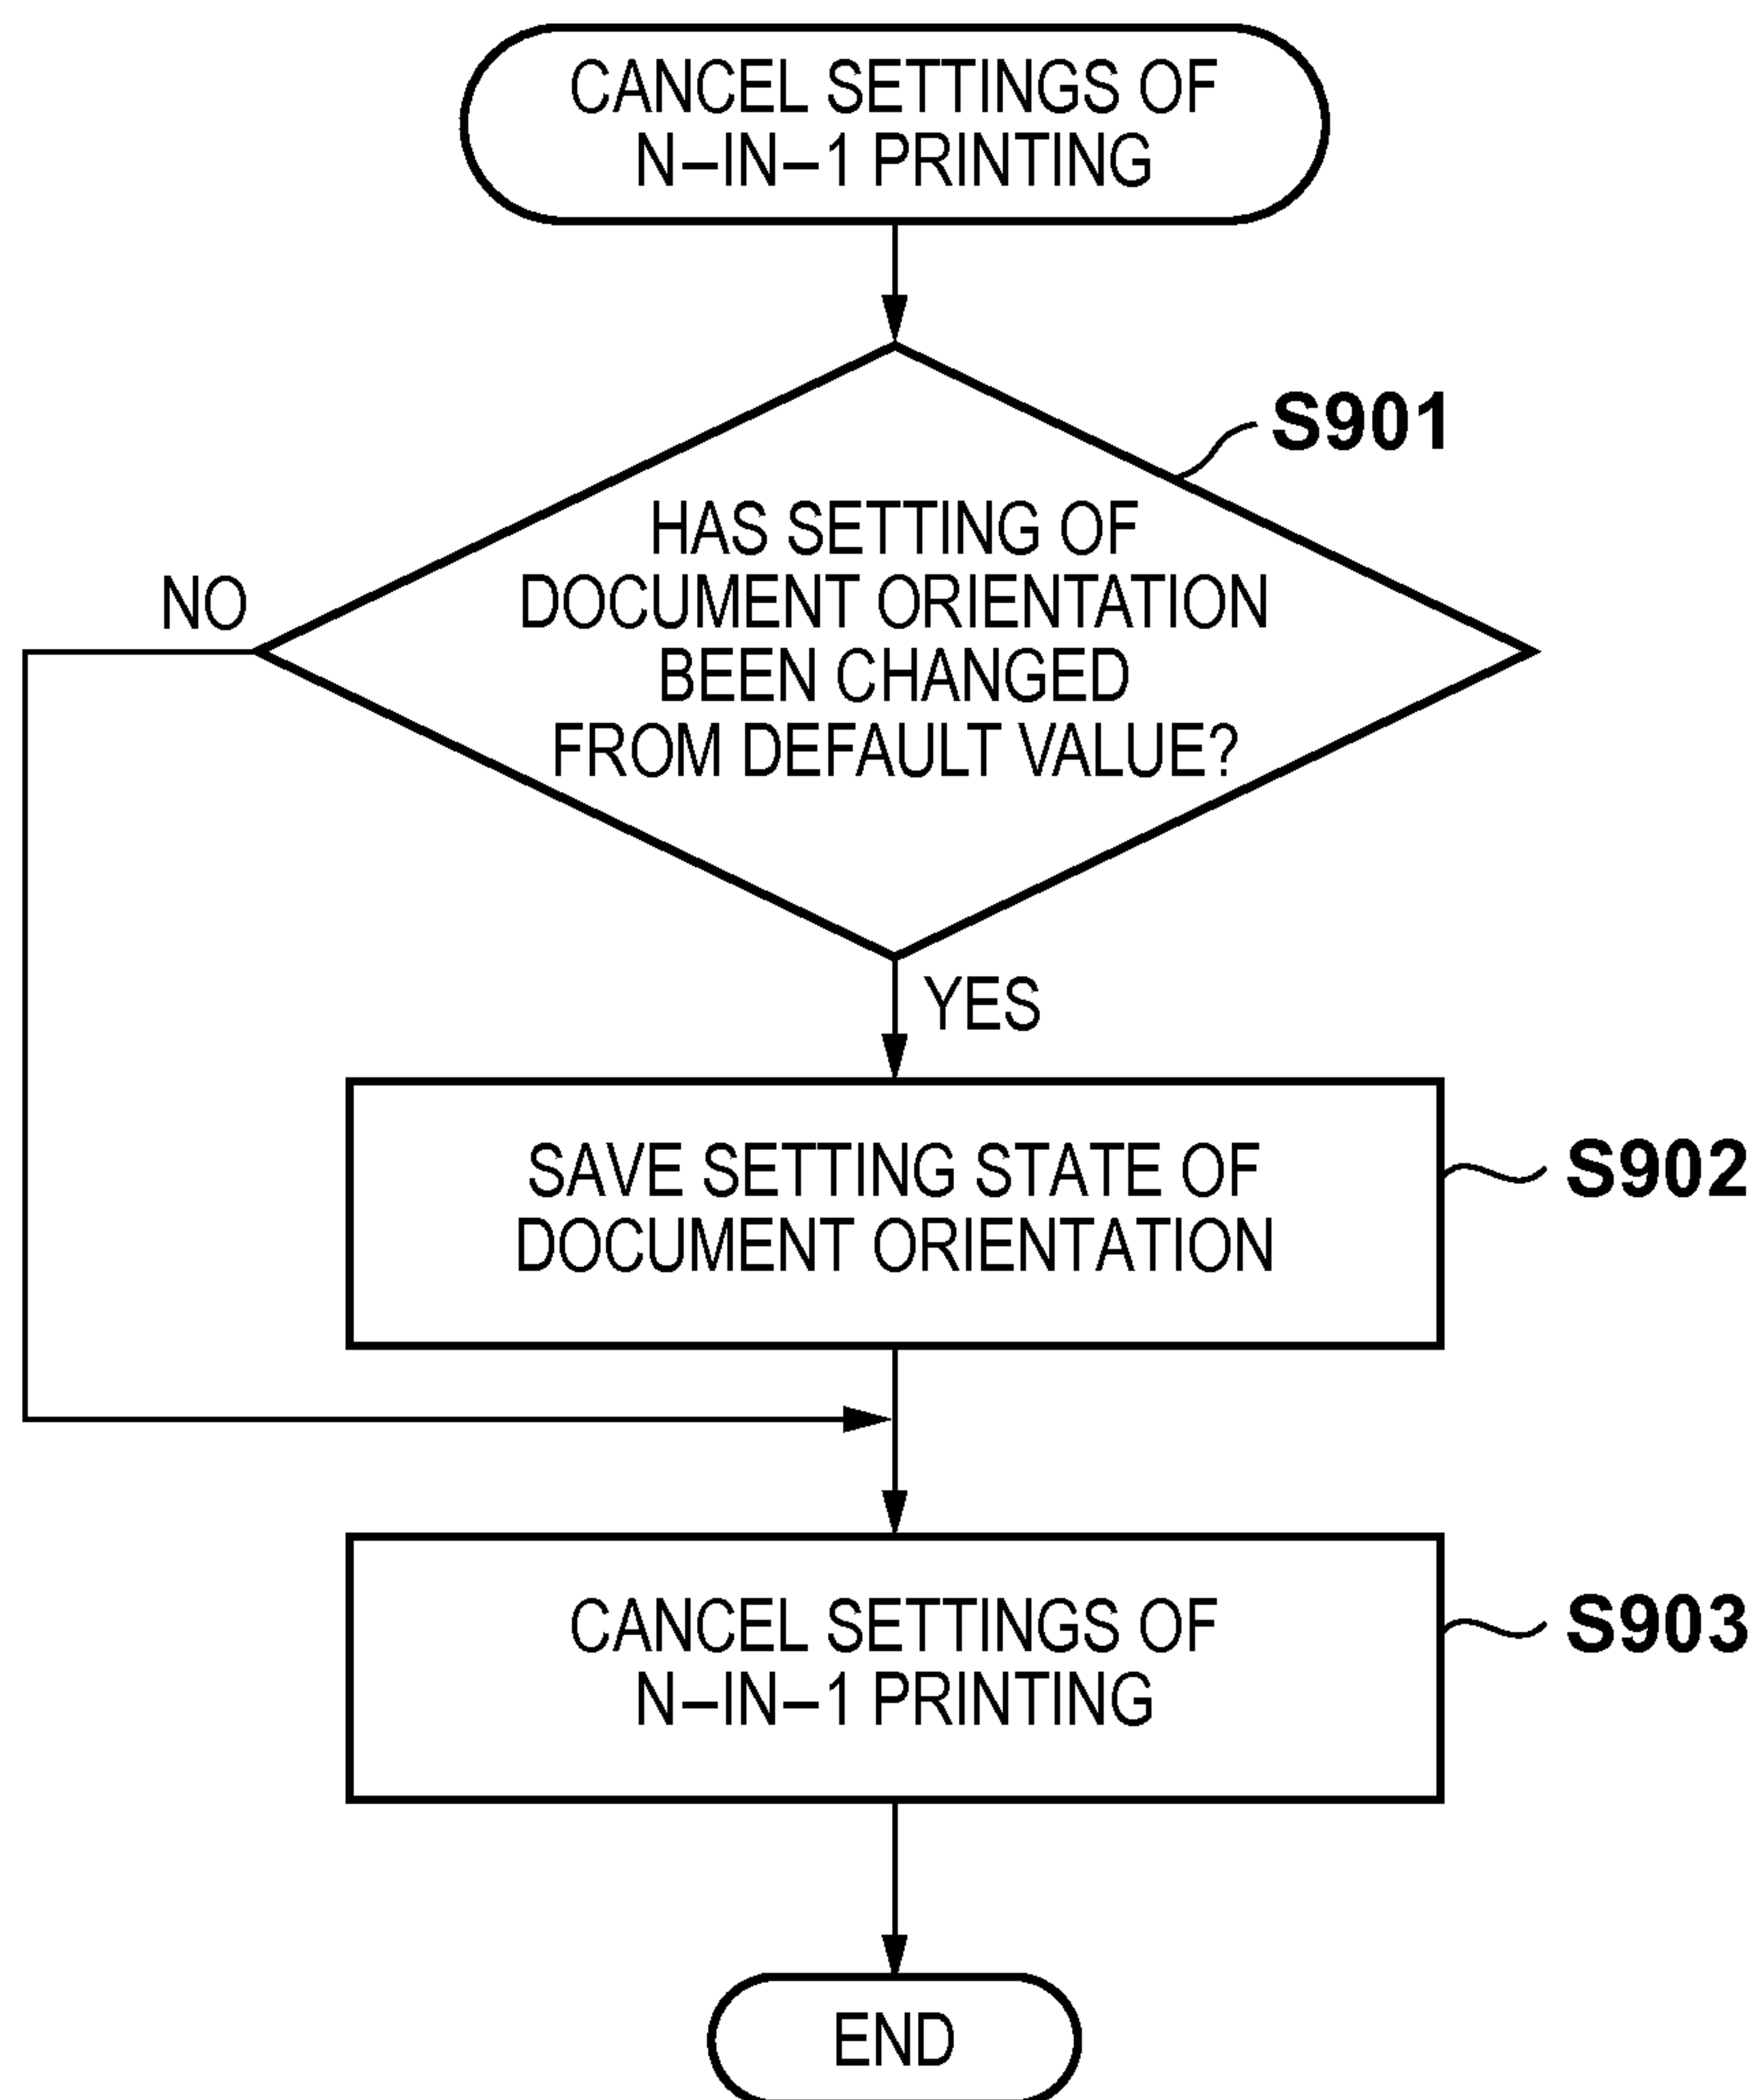 CANCEL SETTINGS OF
N–IN–1 PRINTING
S901
HAS SETTING OF
DOCUMENT ORIENTATION
BEEN CHANGED
FROM DEFAULT VALUE?
NO
YES
SAVE SETTING STATE OF
DOCUMENT ORIENTATION
S902
CANCEL SETTINGS OF
N–IN–1 PRINTING
S903
END